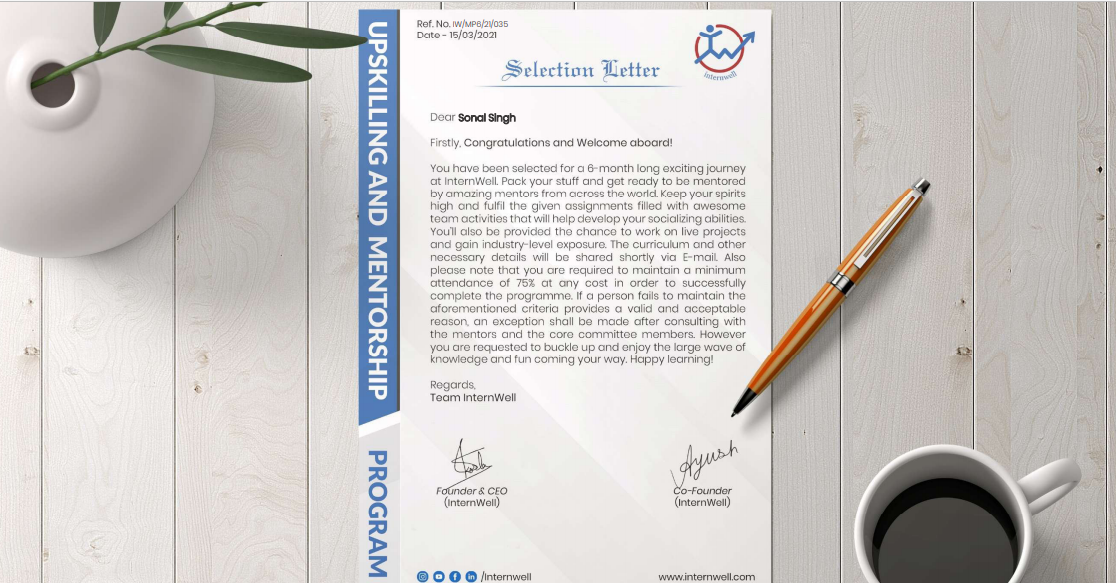 Ref. No. IW/MP6/21/035
Date - 15/03/2021
internwell
Selection Letter
UPSKILLING AND MENTORSHIP
PROGRAM
Dear Sonal Singh
Firstly, Congratulations and Welcome aboard!
You have been selected for a 6-month long exciting journey
at InternWell. Pack your stuff and get ready to be mentored
by amazing mentors from across the world. Keep your spirits
high and fulfil the given assignments filled with awesome
team activities that will help develop your socializing abilities.
You'll also be provided the chance to work on live projects
and gain industry-level exposure. The curriculum and other
necessary details will be shared shortly via E-mail. Also
please note that you are required to maintain a minimum
attendance of 75% at any cost in order to successfully
complete the programme. If a person fails to maintain the
aforementioned criteria provides a valid and acceptable
reason, an exception shall be made after consulting with
the mentors and the core committee members. However
you are requested to buckle up and enjoy the large wave of
knowledge and fun coming your way. Happy learning!
Regards,
Team InternWell
Ayush
Founder & CEO
(InternWell)
Co-Founder
(InternWell)
/Internwell
www.internwell.com